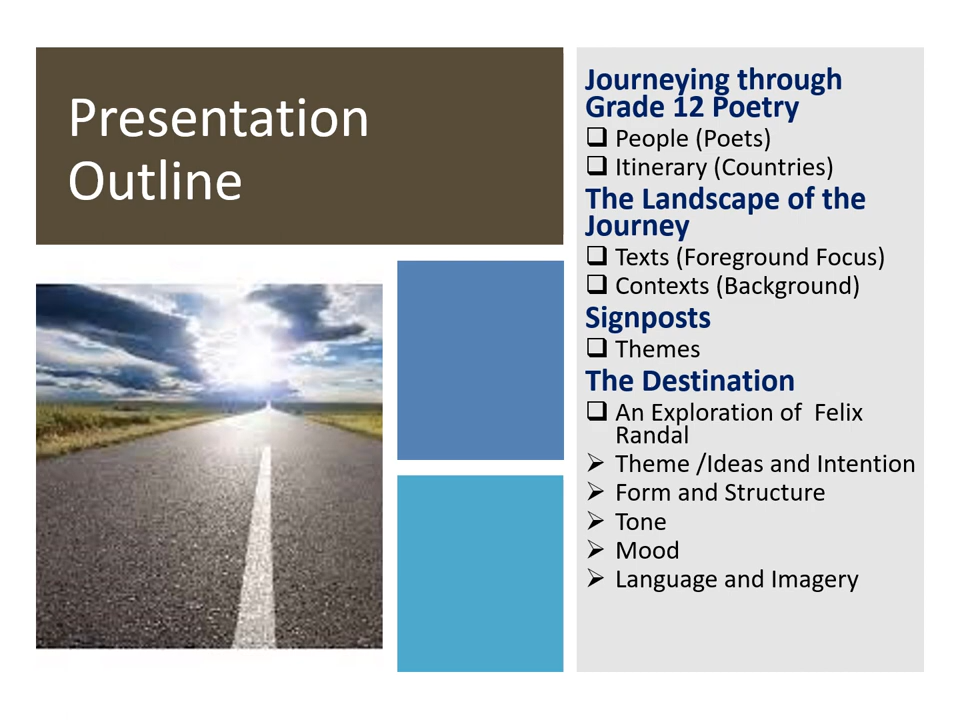 Presentation
Outline
Journeying through
Grade 12 Poetry
❑ People (Poets)
❑ Itinerary (Countries)
The Landscape of the
Journey
❑ Texts (Foreground Focus)
❑ Contexts (Background)
Signposts
❑ Themes
The Destination
❑ An Exploration of  Felix
Randal
➢ Theme /Ideas and Intention
➢ Form and Structure
➢ Tone
➢ Mood
➢ Language and Imagery